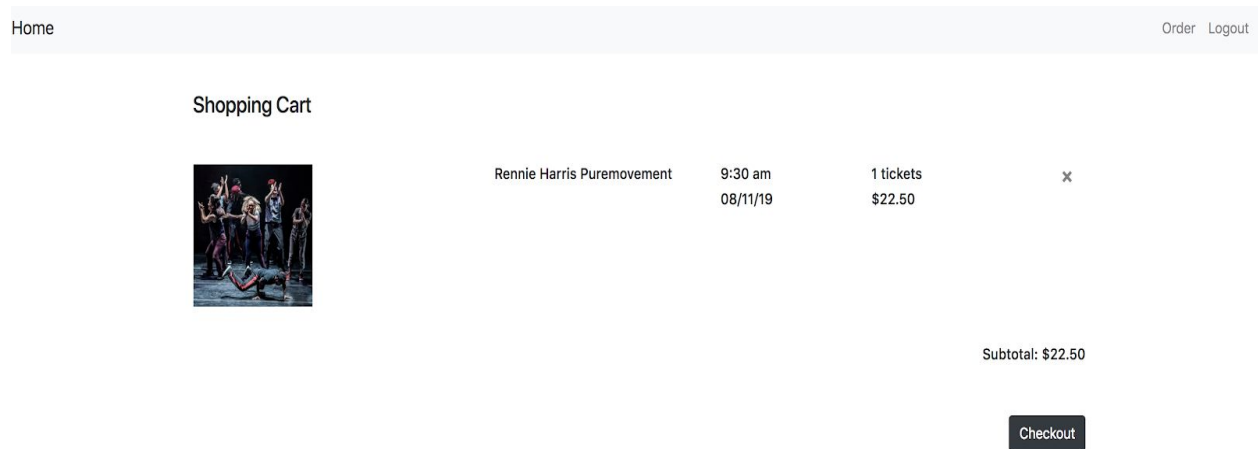 Home Order Logout
Shopping Cart
Rennie Harris Puremovement 9:30 am 1 tickets ×
08/11/19 $22.50
Subtotal: $22.50
Checkout